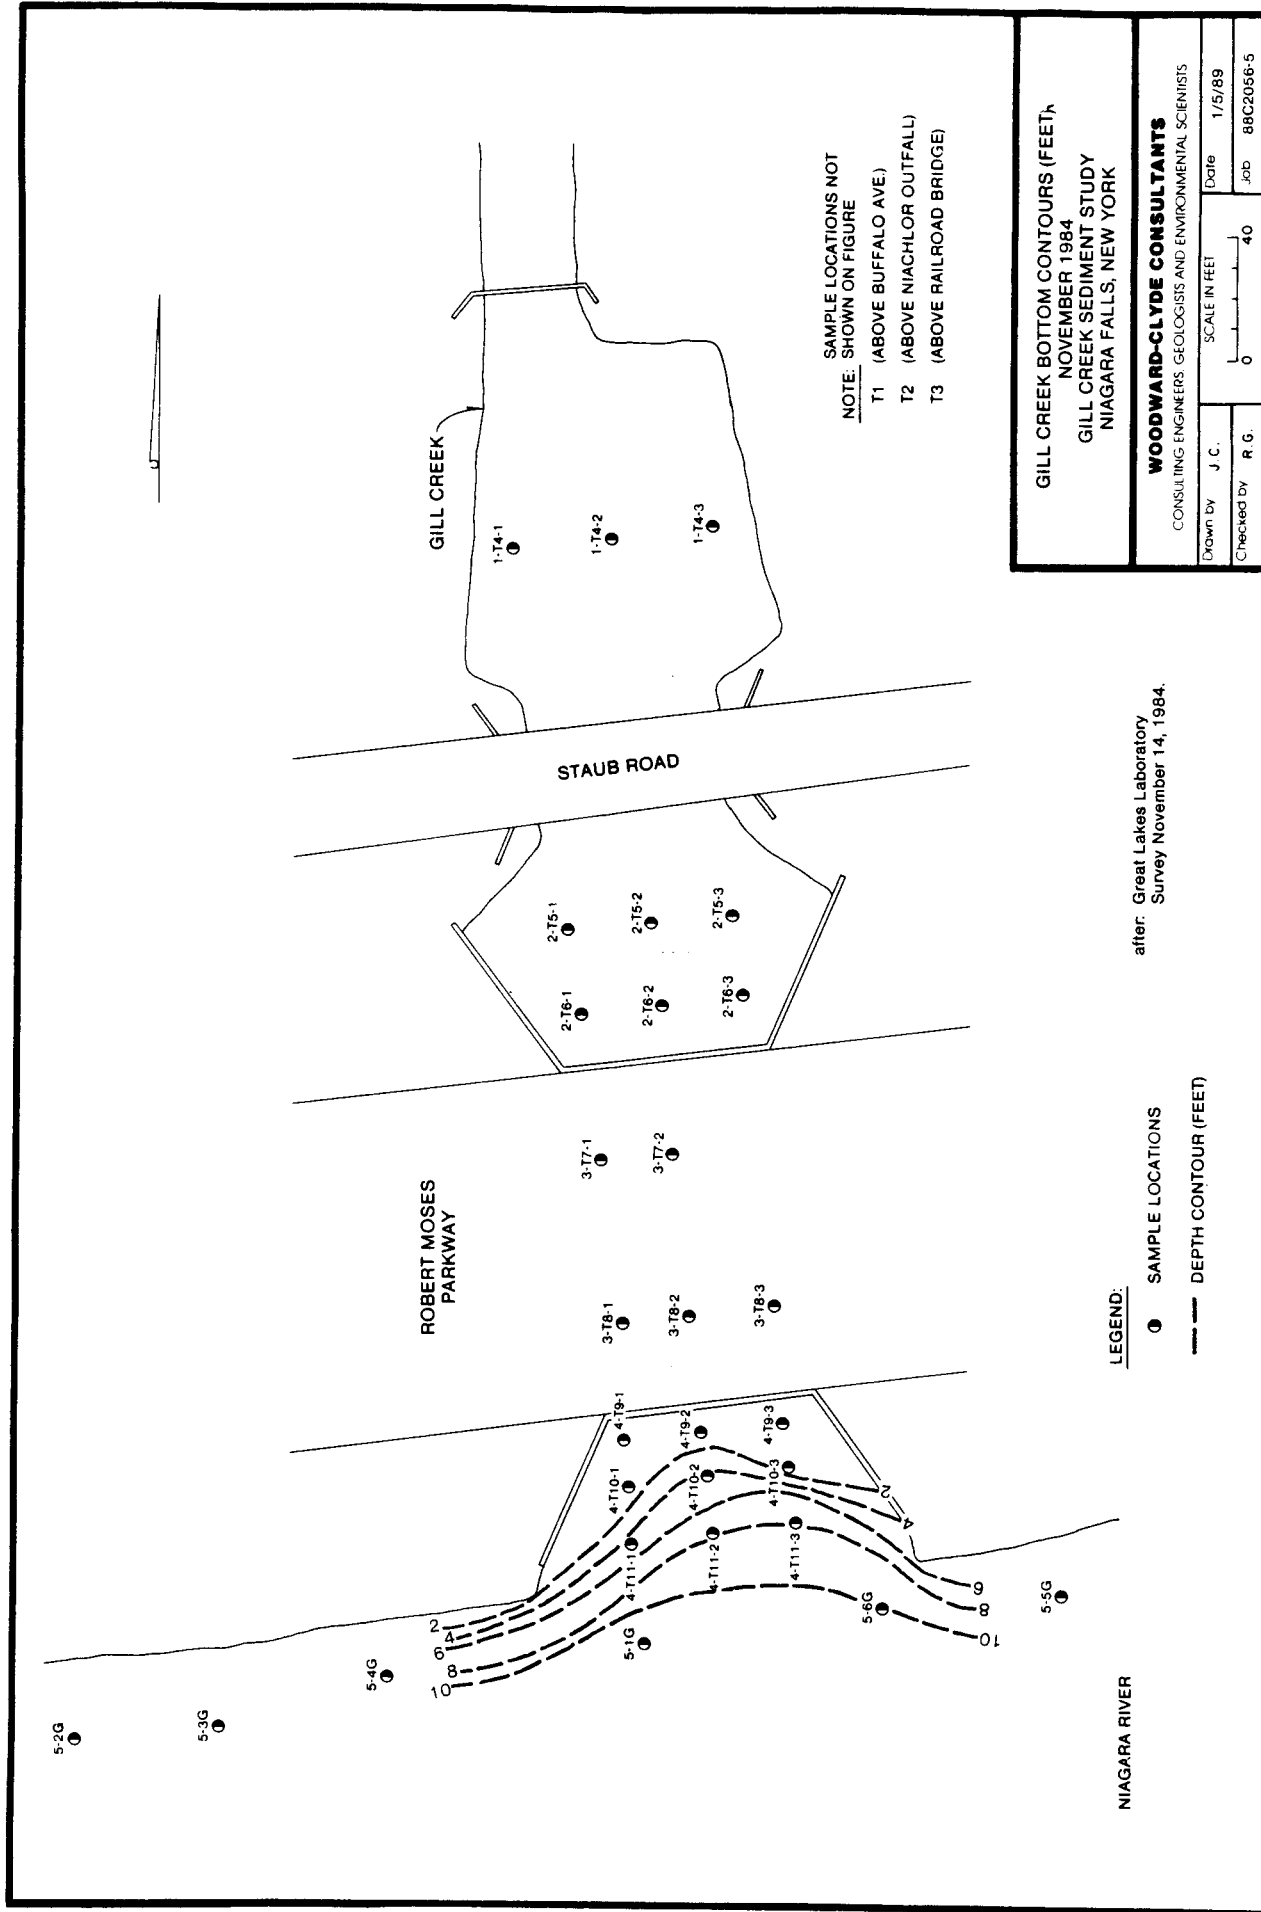 GILL CREEK
1-T4-1
1-T4-2
1-T4-3
STAUB ROAD
2-T5-1
2-T5-2
2-T5-3
2-T6-1
2-T6-2
2-T6-3
ROBERT MOSES
PARKWAY
3-T7-1
3-T7-2
3-T8-1
3-T8-2
3-T8-3
4-T9-1
4-T9-2
4-T9-3
4-T10-1
4-T10-2
4-T10-3
4-T11-1
4-T11-2
4-T11-3
2
4
6
8
10
2
4
6
8
10
5-1G
5-2G
5-3G
5-4G
5-5G
5-6G
NIAGARA RIVER
SAMPLE LOCATIONS NOT
NOTE: SHOWN ON FIGURE
T1 (ABOVE BUFFALO AVE.)
T2 (ABOVE NIACHLOR OUTFALL)
T3 (ABOVE RAILROAD BRIDGE)
LEGEND:
SAMPLE LOCATIONS
DEPTH CONTOUR (FEET)
after: Great Lakes Laboratory
Survey November 14, 1984.
GILL CREEK BOTTOM CONTOURS (FEET),
NOVEMBER 1984
GILL CREEK SEDIMENT STUDY
NIAGARA FALLS, NEW YORK
WOODWARD-CLYDE CONSULTANTS
CONSULTING ENGINEERS, GEOLOGISTS AND ENVIRONMENTAL SCIENTISTS
Drawn by J.C.
SCALE IN FEET
0 40
Date 1/5/89
Checked by R.G.
Job 88C2056-5